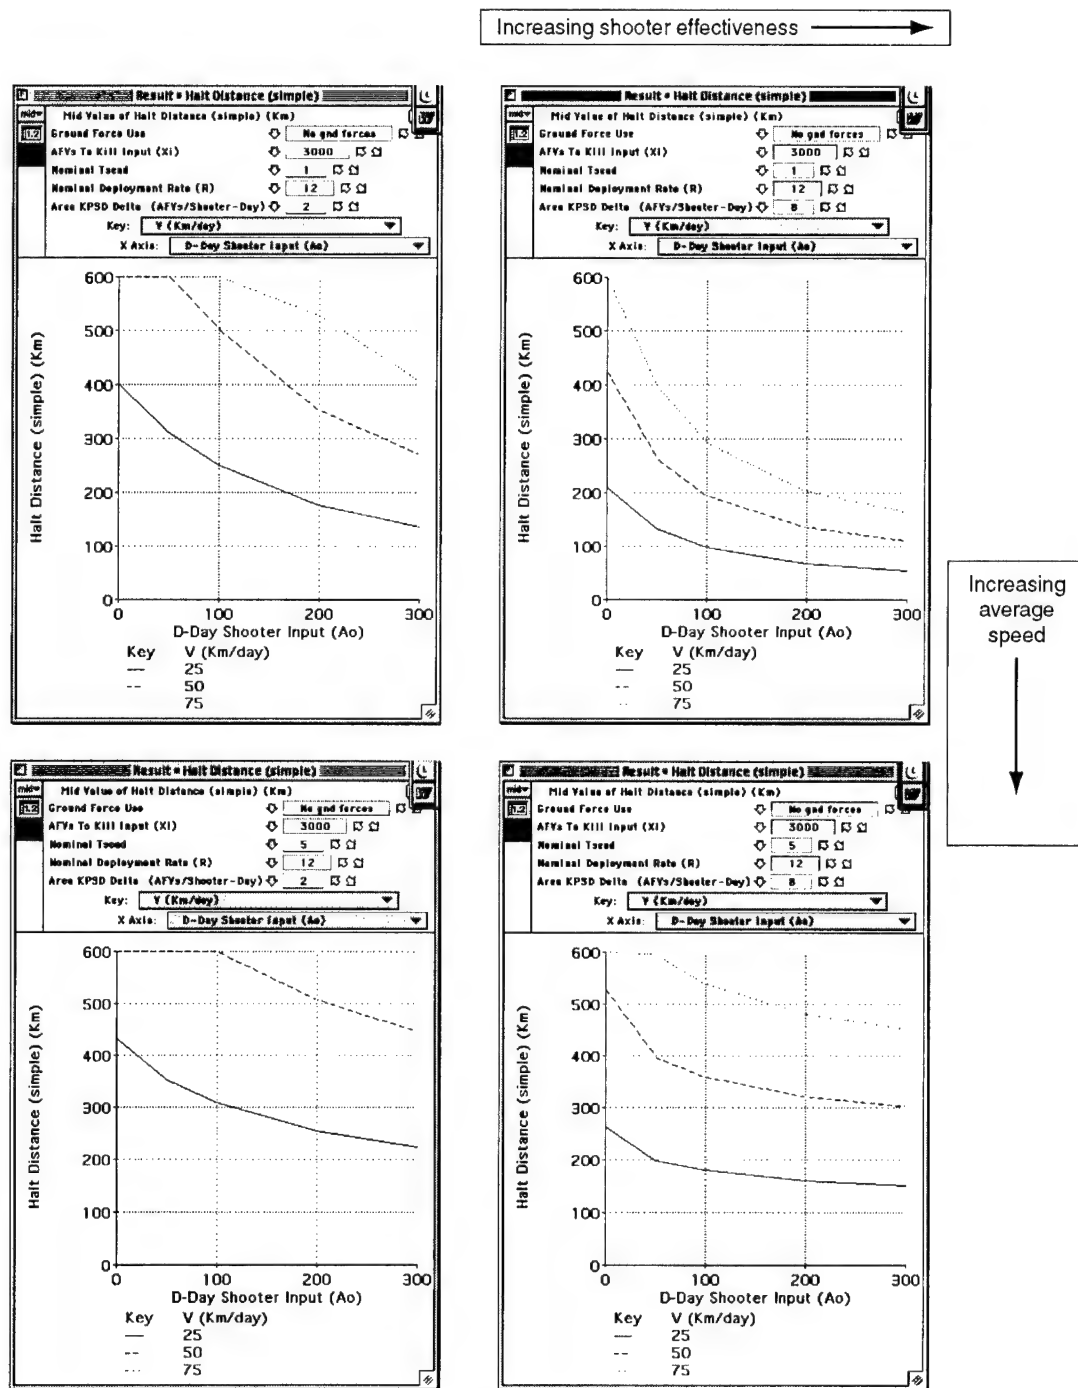 Increasing shooter effectiveness
Result • Halt Distance (simple)
mid
Mid Value of Halt Distance (simple) (Km)
1.2
Ground Force Use
No gnd forces
AFVs To Kill Input (Xi)
3000
Nominal Tsead
1
Nominal Deployment Rate (R)
12
Area KPSD Delta (AFVs/Shooter-Day)
2
Key: V (Km/day)
X Axis: D-Day Shooter Input (Ao)
Halt Distance (simple) (Km)
600
500
400
300
200
100
0
0 100 200 300
D-Day Shooter Input (Ao)
Key V (Km/day)
25
50
75
Result • Halt Distance (simple)
mid
Mid Value of Halt Distance (simple) (Km)
1.2
Ground Force Use
No gnd forces
AFVs To Kill Input (Xi)
3000
Nominal Tsead
1
Nominal Deployment Rate (R)
12
Area KPSD Delta (AFVs/Shooter-Day)
8
Key: V (Km/day)
X Axis: D-Day Shooter Input (Ao)
Halt Distance (simple) (Km)
600
500
400
300
200
100
0
0 100 200 300
D-Day Shooter Input (Ao)
Key V (Km/day)
25
50
75
Increasing
average
speed
Result • Halt Distance (simple)
mid
Mid Value of Halt Distance (simple) (Km)
1.2
Ground Force Use
No gnd forces
AFVs To Kill Input (Xi)
3000
Nominal Tsead
5
Nominal Deployment Rate (R)
12
Area KPSD Delta (AFVs/Shooter-Day)
2
Key: V (Km/day)
X Axis: D-Day Shooter Input (Ao)
Halt Distance (simple) (Km)
600
500
400
300
200
100
0
0 100 200 300
D-Day Shooter Input (Ao)
Key V (Km/day)
25
50
75
Result • Halt Distance (simple)
mid
Mid Value of Halt Distance (simple) (Km)
1.2
Ground Force Use
No gnd forces
AFVs To Kill Input (Xi)
3000
Nominal Tsead
5
Nominal Deployment Rate (R)
12
Area KPSD Delta (AFVs/Shooter-Day)
8
Key: V (Km/day)
X Axis: D-Day Shooter Input (Ao)
Halt Distance (simple) (Km)
600
500
400
300
200
100
0
0 100 200 300
D-Day Shooter Input (Ao)
Key V (Km/day)
25
50
75